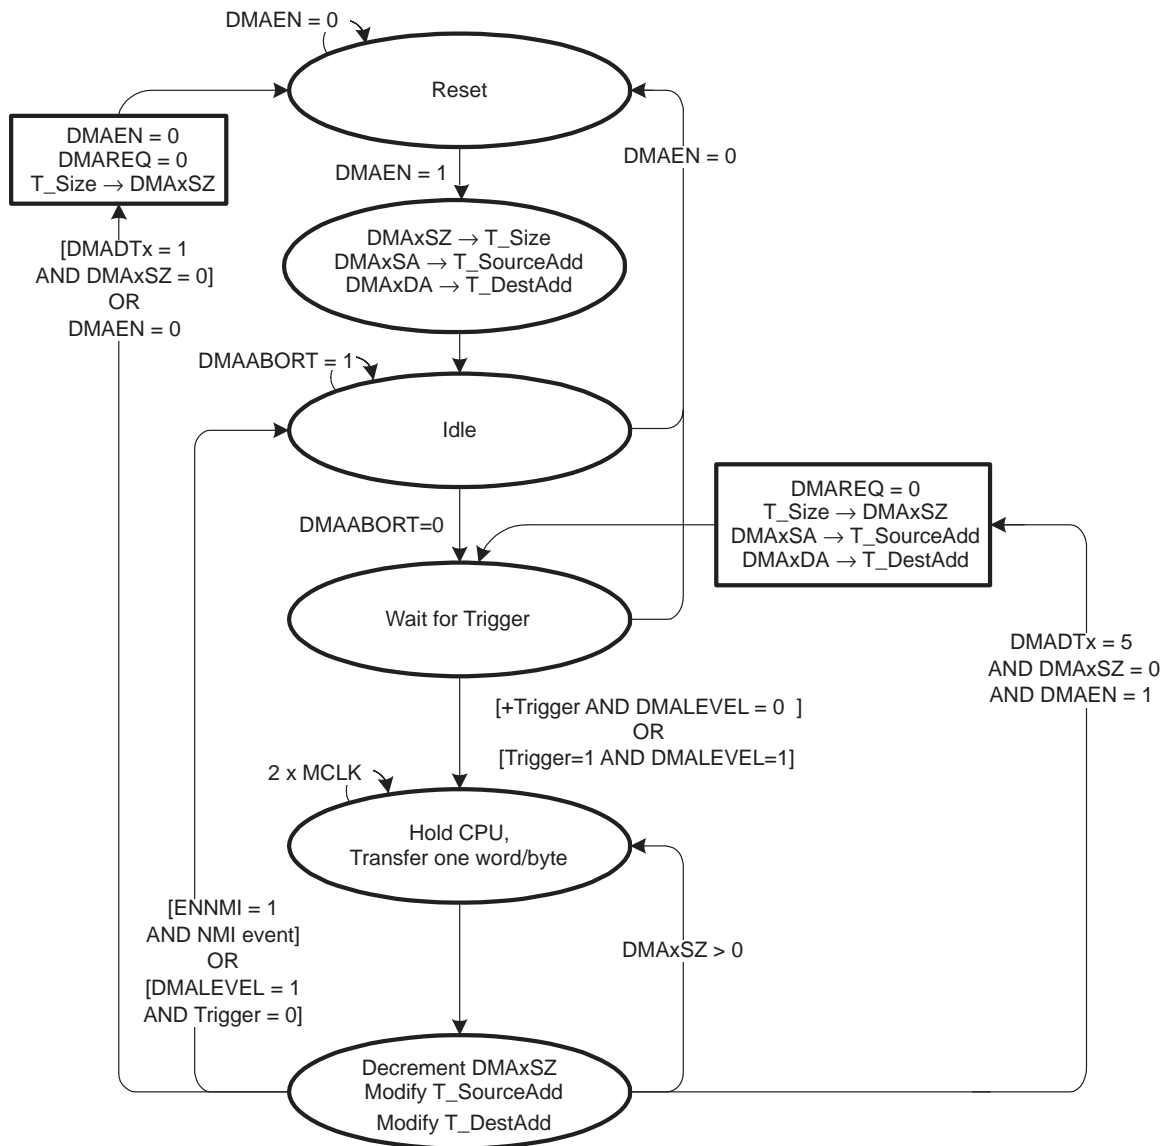 DMAEN = 0
Reset
DMAEN = 0
DMAREQ = 0
T_Size → DMAxSZ
DMAEN = 0
DMAEN = 1
[DMADTx = 1
AND DMAxSZ = 0]
OR
DMAEN = 0
DMAxSZ → T_Size
DMAxSA → T_SourceAdd
DMAxDA → T_DestAdd
DMAABORT = 1
Idle
DMAABORT=0
DMAREQ = 0
T_Size → DMAxSZ
DMAxSA → T_SourceAdd
DMAxDA → T_DestAdd
Wait for Trigger
DMADTx = 5
AND DMAxSZ = 0
AND DMAEN = 1
[+Trigger AND DMALEVEL = 0 ]
OR
[Trigger=1 AND DMALEVEL=1]
2 x MCLK
Hold CPU,
Transfer one word/byte
[ENNMI = 1
AND NMI event]
OR
[DMALEVEL = 1
AND Trigger = 0]
DMAxSZ > 0
Decrement DMAxSZ
Modify T_SourceAdd
Modify T_DestAdd